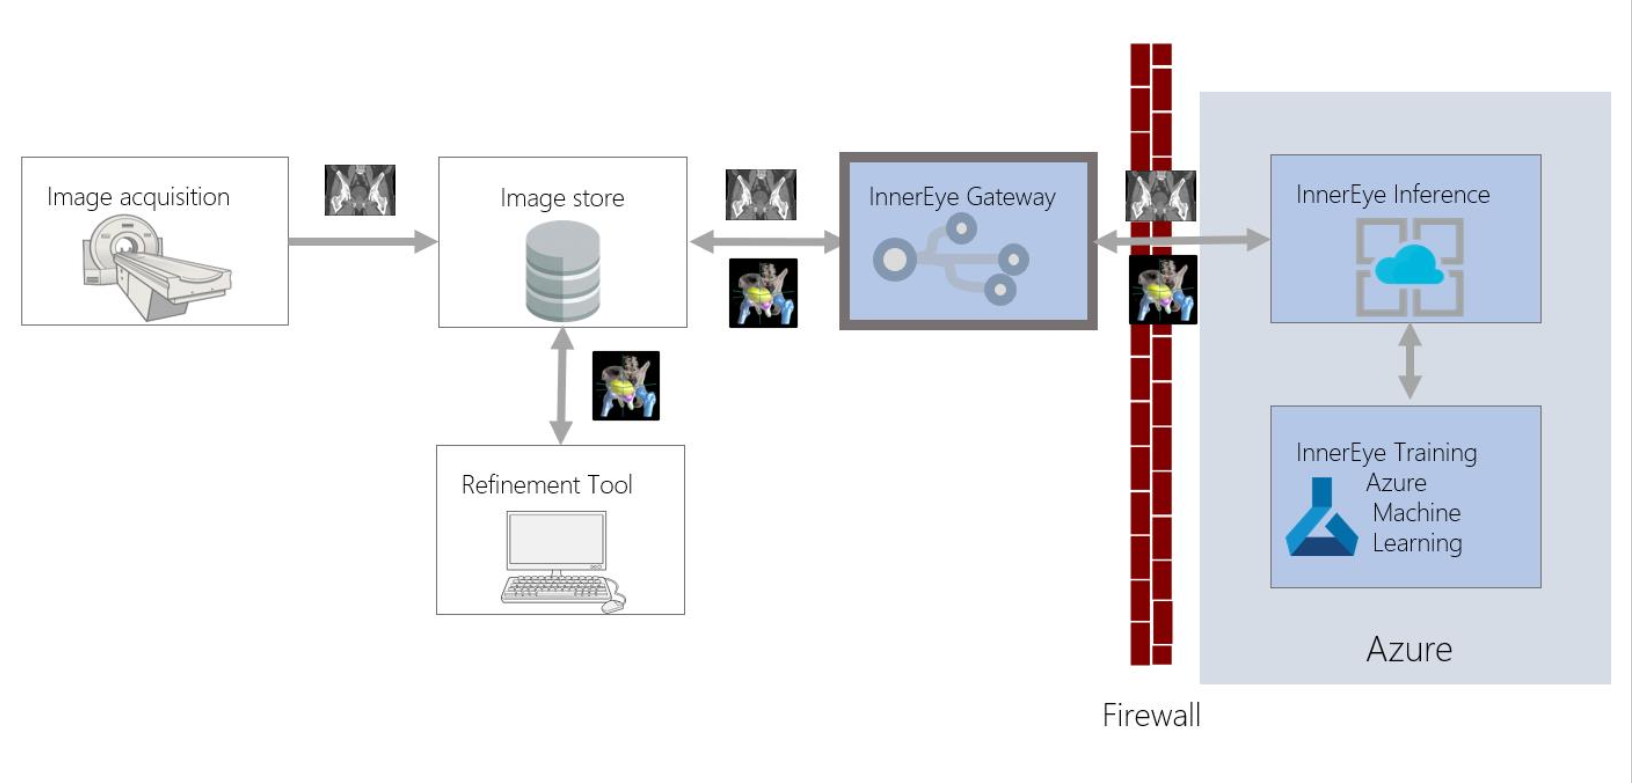 Image acquisition
Image store
InnerEye Gateway
InnerEye Inference
Refinement Tool
InnerEye Training
Azure
Machine
Learning
Azure
Firewall